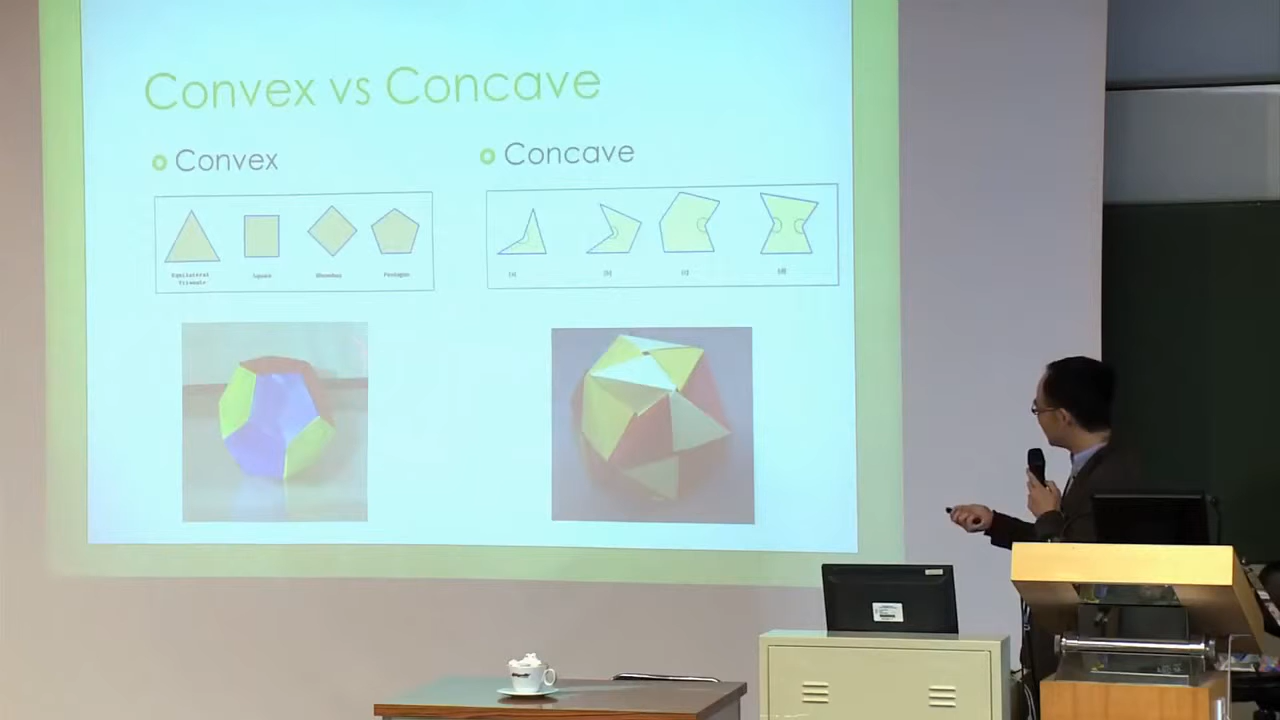 Convex vs Concave
Convex
Concave
Equilateral
Triangle
Square
Rhombus
Pentagon
(a)
(b)
(c)
(d)